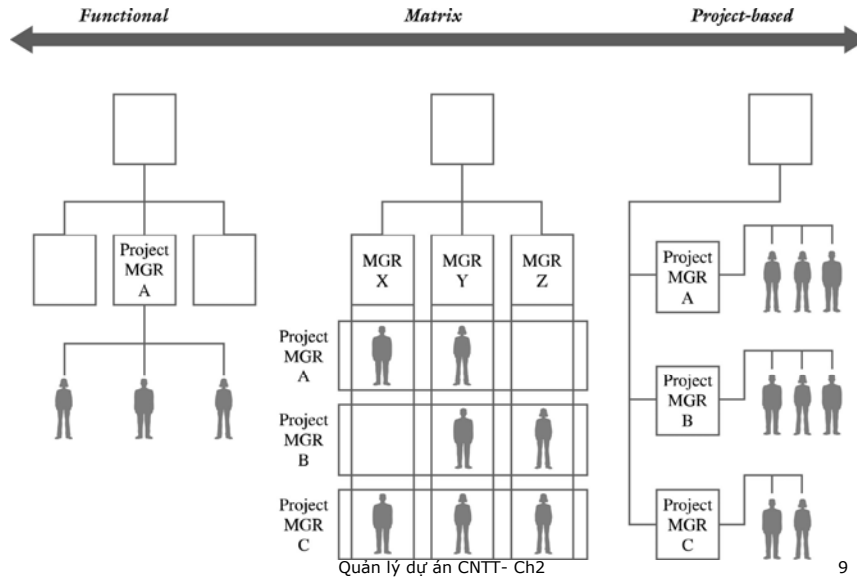 Functional
Matrix
Project-based
Project
MGR
A
MGR
X
MGR
Y
MGR
Z
Project
MGR
A
Project
MGR
B
Project
MGR
C
Project
MGR
A
Project
MGR
B
Project
MGR
C
Quản lý dự án CNTT- Ch2
9